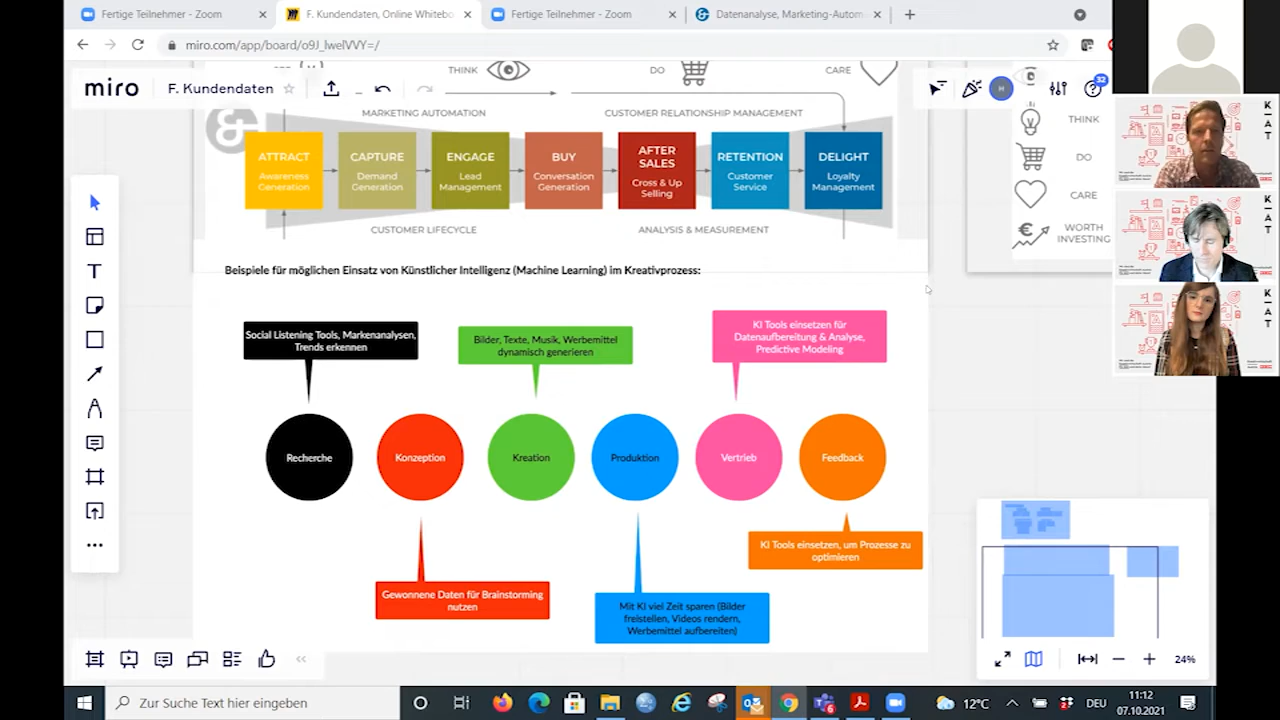 Fertige Teilnehmer - Zoom
F. Kundendaten, Online Whitebo
Fertige Teilnehmer - Zoom
Datenanalyse, Marketing-Autom
miro.com/app/board/o9J_lwelVVY=/
miro
F. Kundendaten
32
THINK
DO
CARE
MARKETING AUTOMATION
CUSTOMER RELATIONSHIP MANAGEMENT
ATTRACT
Awareness
Generation
CAPTURE
Demand
Generation
ENGAGE
Lead
Management
BUY
Conversation
Generation
AFTER
SALES
Cross & Up
Selling
RETENTION
Customer
Service
DELIGHT
Loyalty
Management
CUSTOMER LIFECYCLE
ANALYSIS & MEASUREMENT
THINK
DO
CARE
WORTH
INVESTING
Beispiele für möglichen Einsatz von Künstlicher Intelligenz (Machine Learning) im Kreativprozess:
Social Listening Tools, Markenanalysen,
Trends erkennen
Bilder, Texte, Musik, Werbemittel
dynamisch generieren
KI Tools einsetzen für
Datenaufbereitung & Analyse,
Predictive Modeling
Recherche
Konzeption
Kreation
Produktion
Vertrieb
Feedback
Gewonnene Daten für Brainstorming
nutzen
Mit KI viel Zeit sparen (Bilder
freistellen, Videos rendern,
Werbemittel aufbereiten)
KI Tools einsetzen, um Prozesse zu
optimieren
24%
Zur Suche Text hier eingeben
12°C
DEU
11:12
07.10.2021